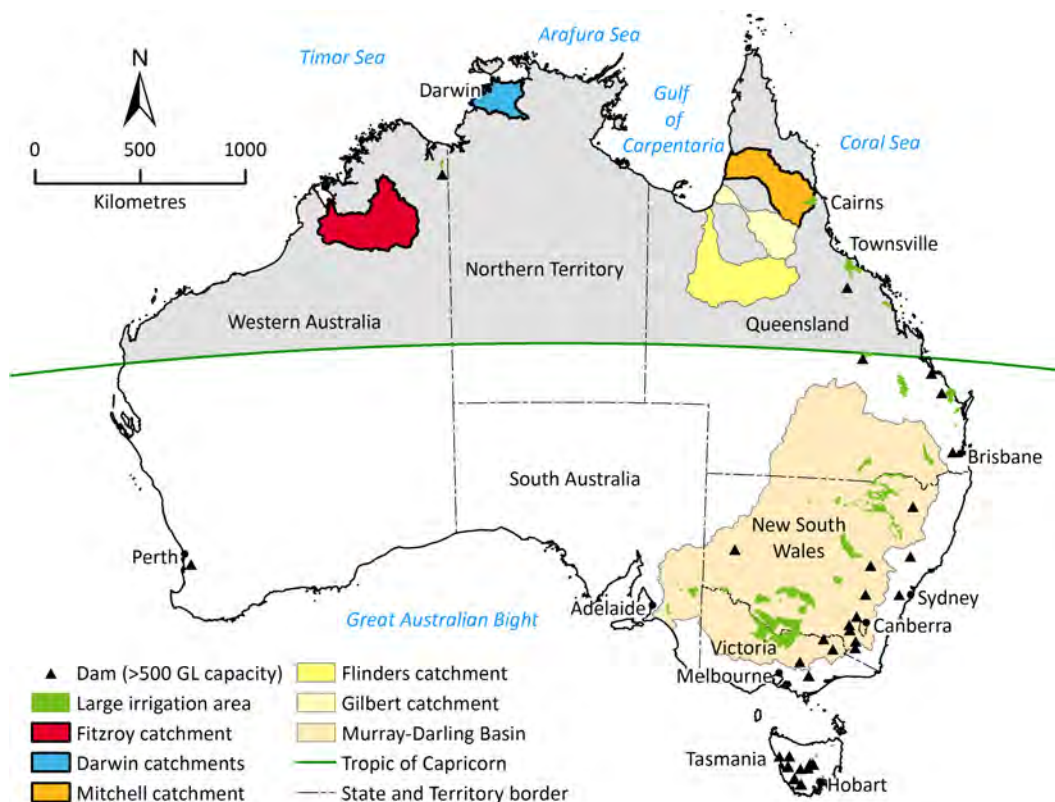 Arafura Sea
Timor Sea
N
Darwin
Gulf
of
Carpentaria
Coral Sea
0 500 1000
Kilometres
Cairns
Townsville
Northern Territory
Western Australia
Queensland
Brisbane
South Australia
New South
Wales
Perth
Adelaide
Sydney
Great Australian Bight
Canberra
Victoria
Melbourne
Tasmania
Hobart
Dam (>500 GL capacity)
Large irrigation area
Fitzroy catchment
Darwin catchments
Mitchell catchment
Flinders catchment
Gilbert catchment
Murray-Darling Basin
Tropic of Capricorn
State and Territory border